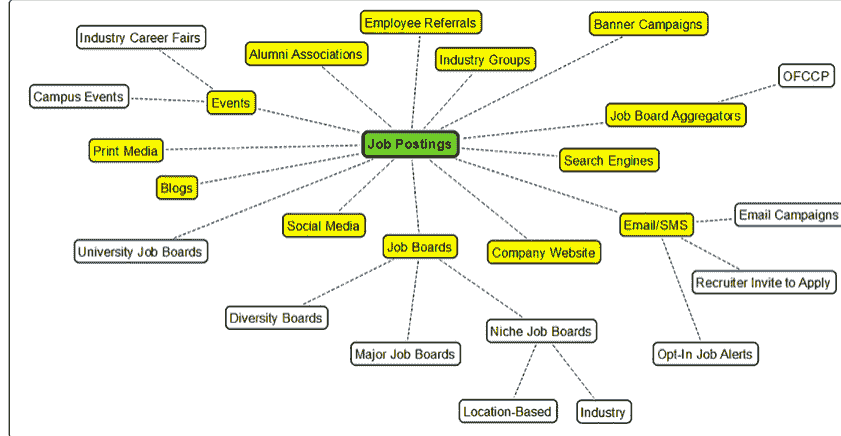 Employee Referrals
Banner Campaigns
Industry Career Fairs
Alumni Associations
Industry Groups
OFCCP
Campus Events
Events
Job Board Aggregators
Job Postings
Print Media
Search Engines
Blogs
Email Campaigns
Social Media
Email/SMS
University Job Boards
Job Boards
Company Website
Recruiter Invite to Apply
Diversity Boards
Niche Job Boards
Major Job Boards
Opt-In Job Alerts
Location-Based
Industry